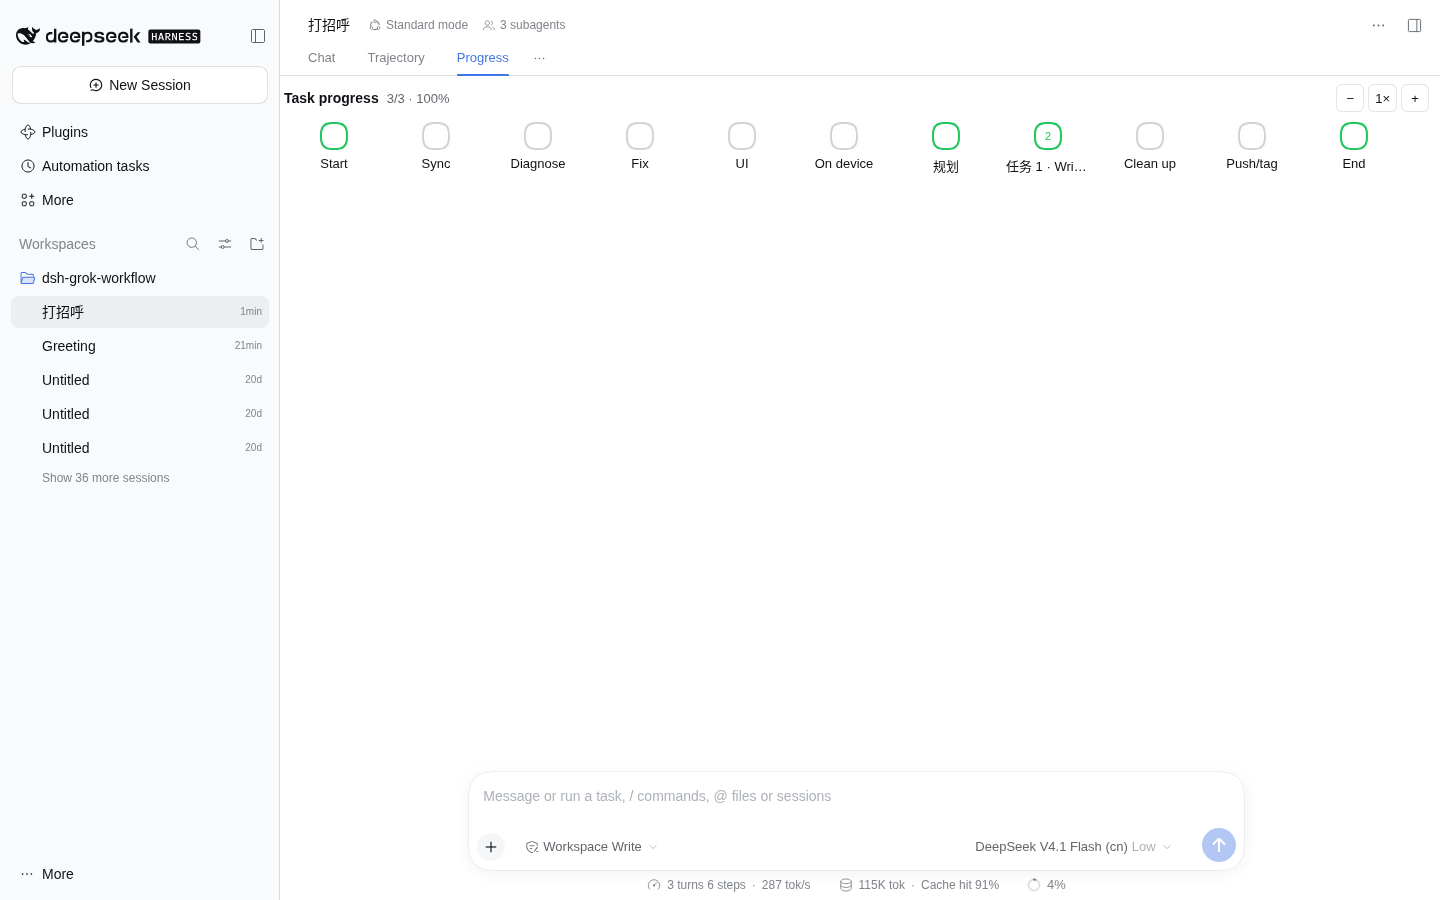 deepseek HARNESS
New Session
Plugins
Automation tasks
More
Workspaces
dsh-grok-workflow
打招呼 1min
Greeting 21min
Untitled 20d
Untitled 20d
Untitled 20d
Show 36 more sessions
More
打招呼 Standard mode 3 subagents
Chat Trajectory Progress
Task progress 3/3 · 100%
− 1× +
2
Start Sync Diagnose Fix UI On device 规划 任务 1 · Wri… Clean up Push/tag End
Message or run a task, / commands, @ files or sessions
Workspace Write DeepSeek V4.1 Flash (cn) Low
3 turns 6 steps · 287 tok/s 115K tok · Cache hit 91% 4%